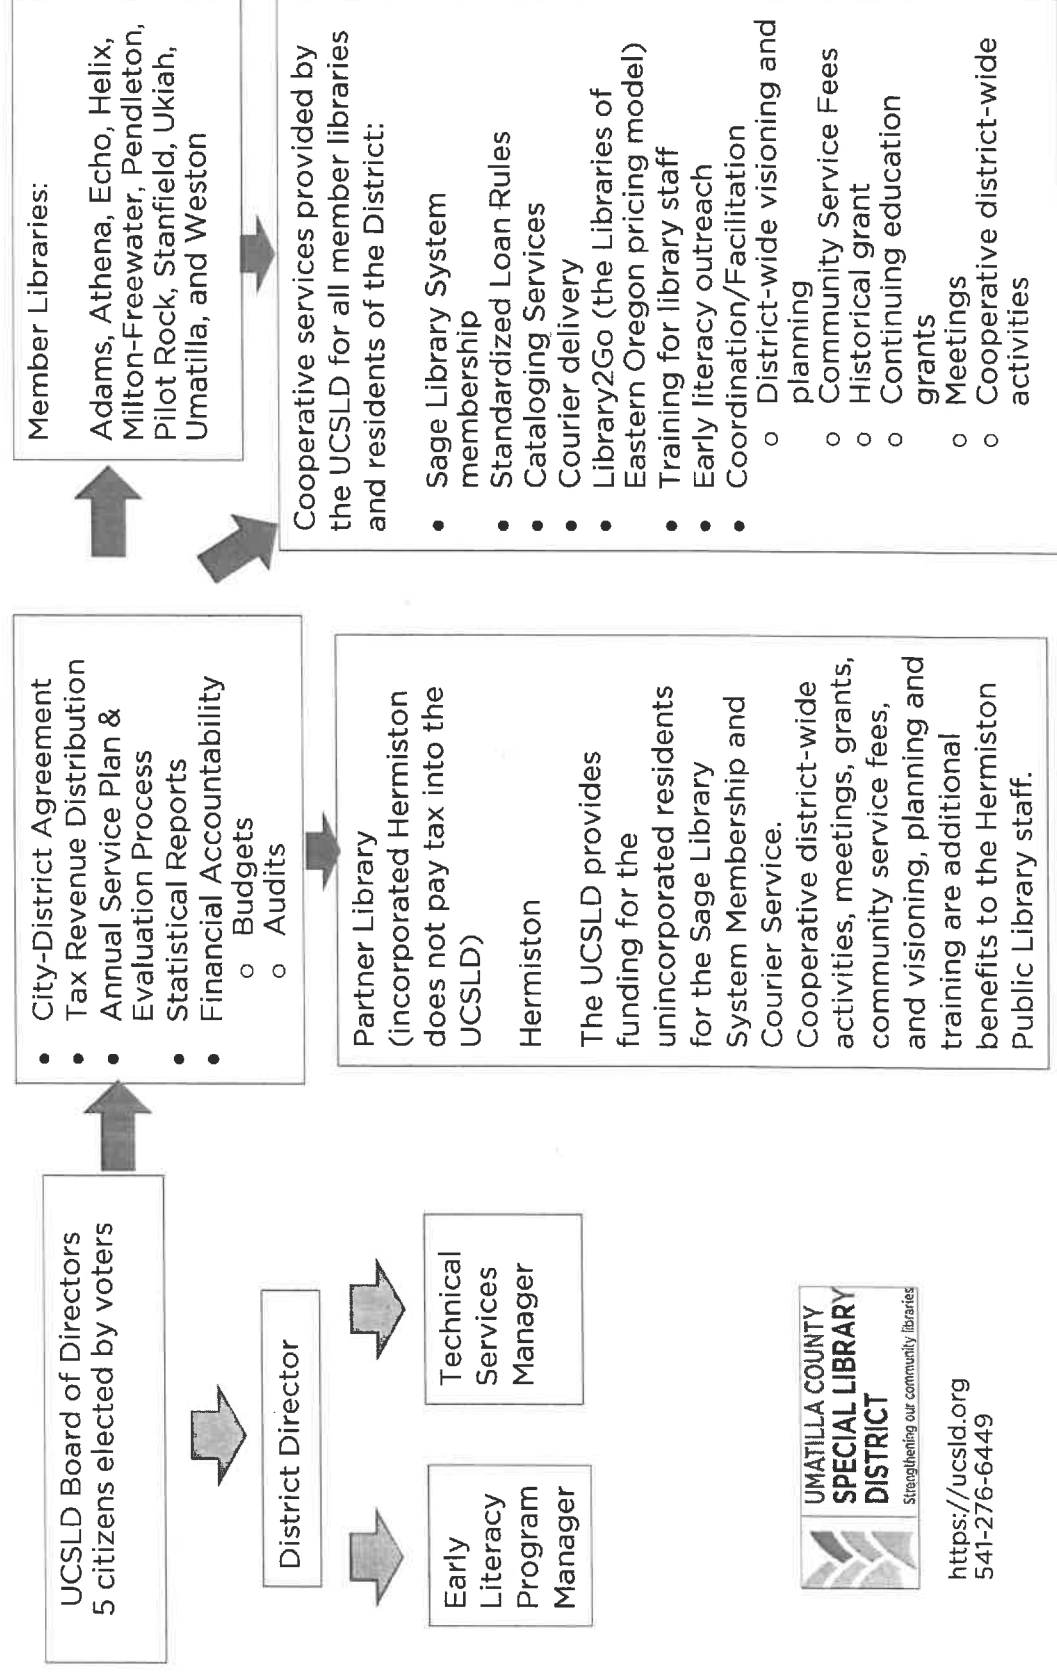 UCSLD Board of Directors
5 citizens elected by voters
District Director
Early
Literacy
Program
Manager
Technical
Services
Manager
• City-District Agreement
• Tax Revenue Distribution
• Annual Service Plan &
Evaluation Process
• Statistical Reports
• Financial Accountability
○ Budgets
○ Audits
Partner Library
(incorporated Hermiston
does not pay tax into the
UCSLD)
Hermiston
The UCSLD provides
funding for the
unincorporated residents
for the Sage Library
System Membership and
Courier Service.
Cooperative district-wide
activities, meetings, grants,
community service fees,
and visioning, planning and
training are additional
benefits to the Hermiston
Public Library staff.
Member Libraries:
Adams, Athena, Echo, Helix,
Milton-Freewater, Pendleton,
Pilot Rock, Stanfield, Ukiah,
Umatilla, and Weston
Cooperative services provided by
the UCSLD for all member libraries
and residents of the District:
• Sage Library System
membership
• Standardized Loan Rules
• Cataloging Services
• Courier delivery
• Library2Go (the Libraries of
Eastern Oregon pricing model)
• Training for library staff
• Early literacy outreach
• Coordination/Facilitation
○ District-wide visioning and
planning
○ Community Service Fees
○ Historical grant
○ Continuing education
grants
○ Meetings
○ Cooperative district-wide
activities
UMATILLA COUNTY
SPECIAL LIBRARY
DISTRICT
Strengthening our community libraries
https://ucsld.org
541-276-6449